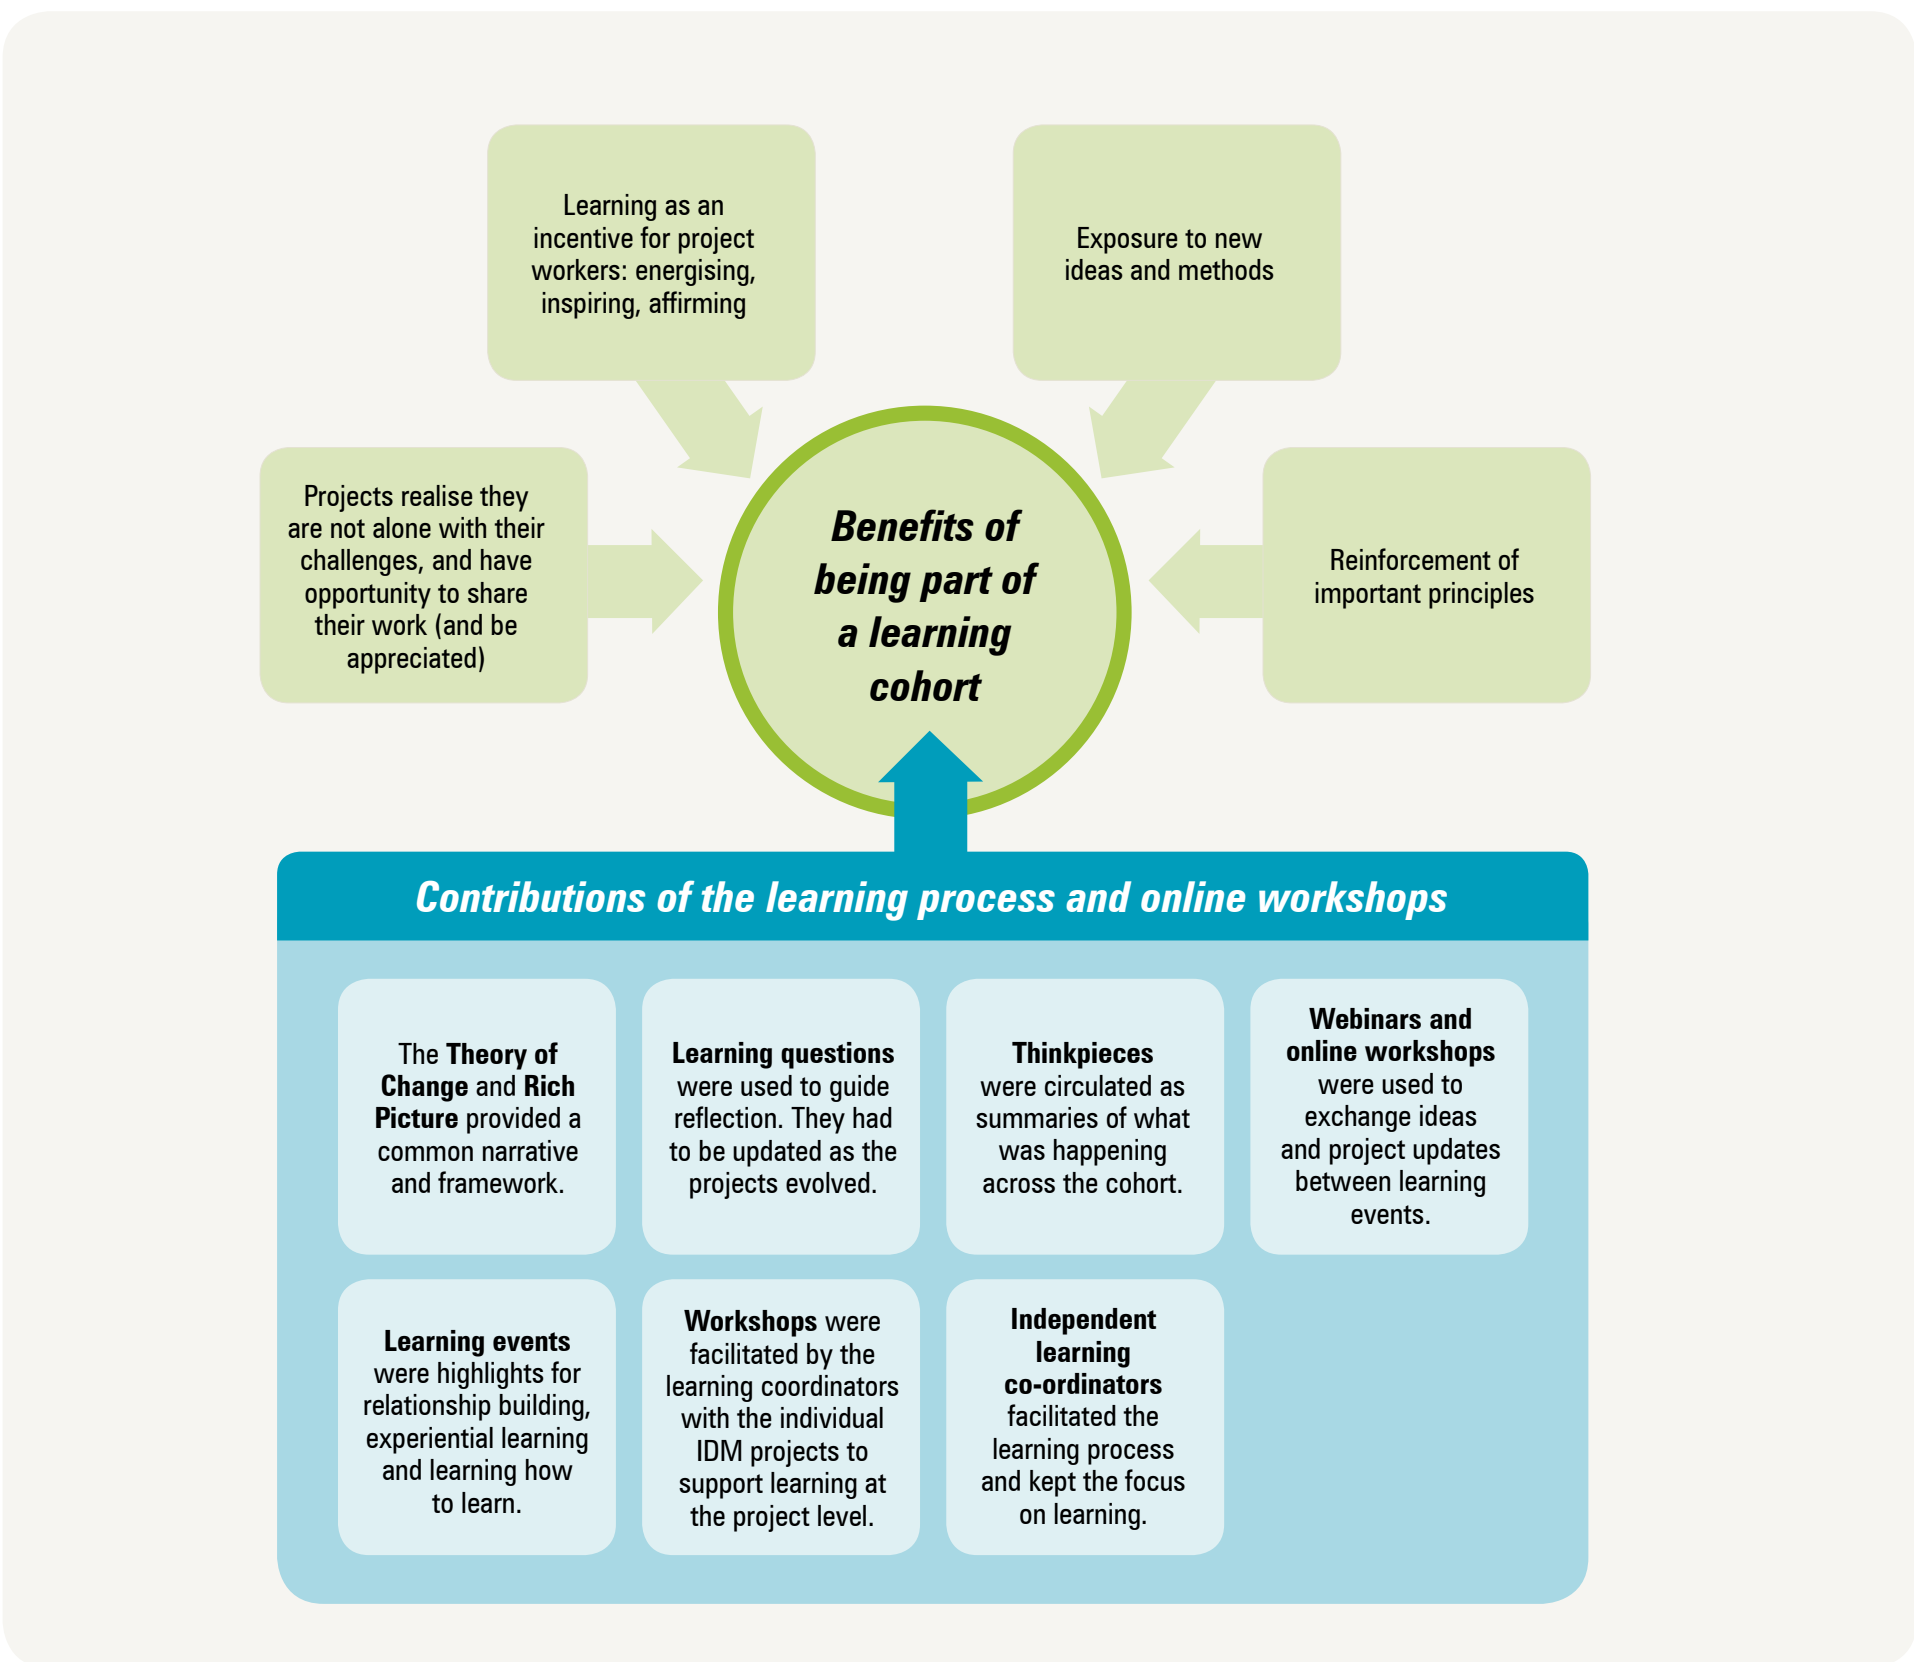 Learning as an
incentive for project
workers: energising,
inspiring, affirming
Exposure to new
ideas and methods
Projects realise they
are not alone with their
challenges, and have
opportunity to share
their work (and be
appreciated)
Benefits of
being part of
a learning
cohort
Reinforcement of
important principles
Contributions of the learning process and online workshops
The Theory of
Change and Rich
Picture provided a
common narrative
and framework.
Learning questions
were used to guide
reflection. They had
to be updated as the
projects evolved.
Thinkpieces
were circulated as
summaries of what
was happening
across the cohort.
Webinars and
online workshops
were used to
exchange ideas
and project updates
between learning
events.
Learning events
were highlights for
relationship building,
experiential learning
and learning how
to learn.
Workshops were
facilitated by the
learning coordinators
with the individual
IDM projects to
support learning at
the project level.
Independent
learning
co-ordinators
facilitated the
learning process
and kept the focus
on learning.